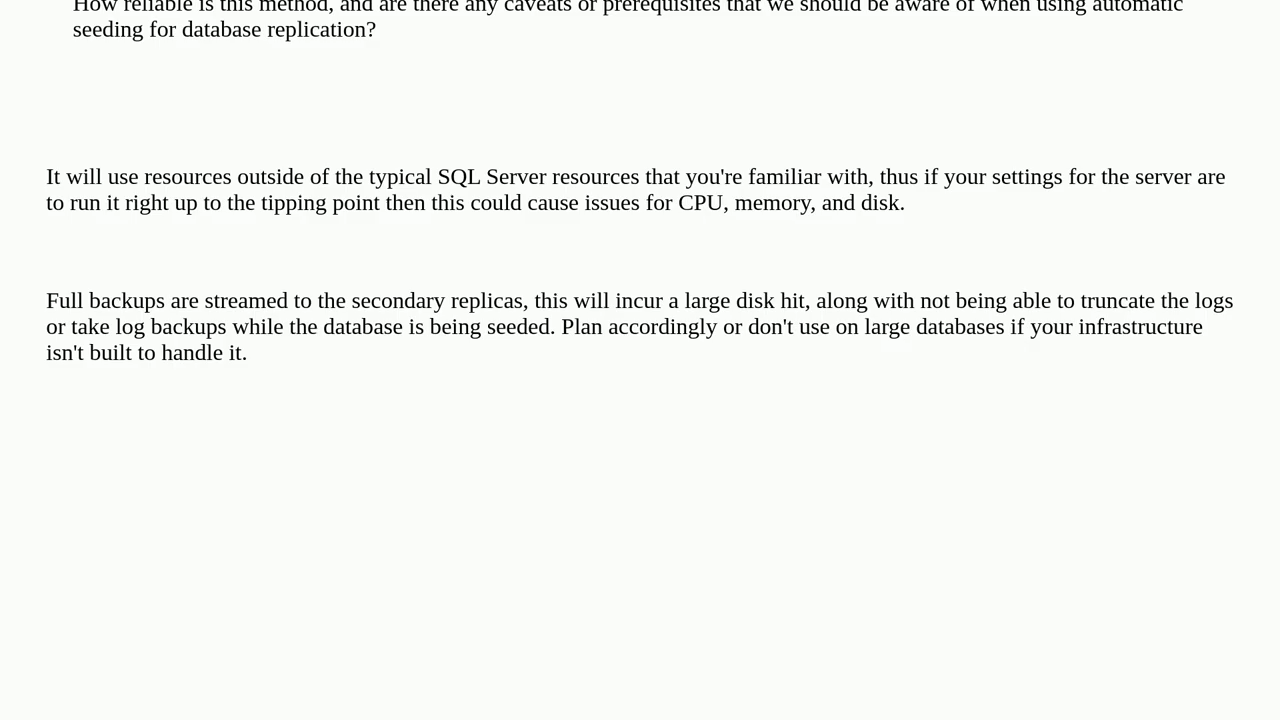 How reliable is this method, and are there any caveats or prerequisites that we should be aware of when using automatic
seeding for database replication?
It will use resources outside of the typical SQL Server resources that you're familiar with, thus if your settings for the server are
to run it right up to the tipping point then this could cause issues for CPU, memory, and disk.
Full backups are streamed to the secondary replicas, this will incur a large disk hit, along with not being able to truncate the logs
or take log backups while the database is being seeded. Plan accordingly or don't use on large databases if your infrastructure
isn't built to handle it.